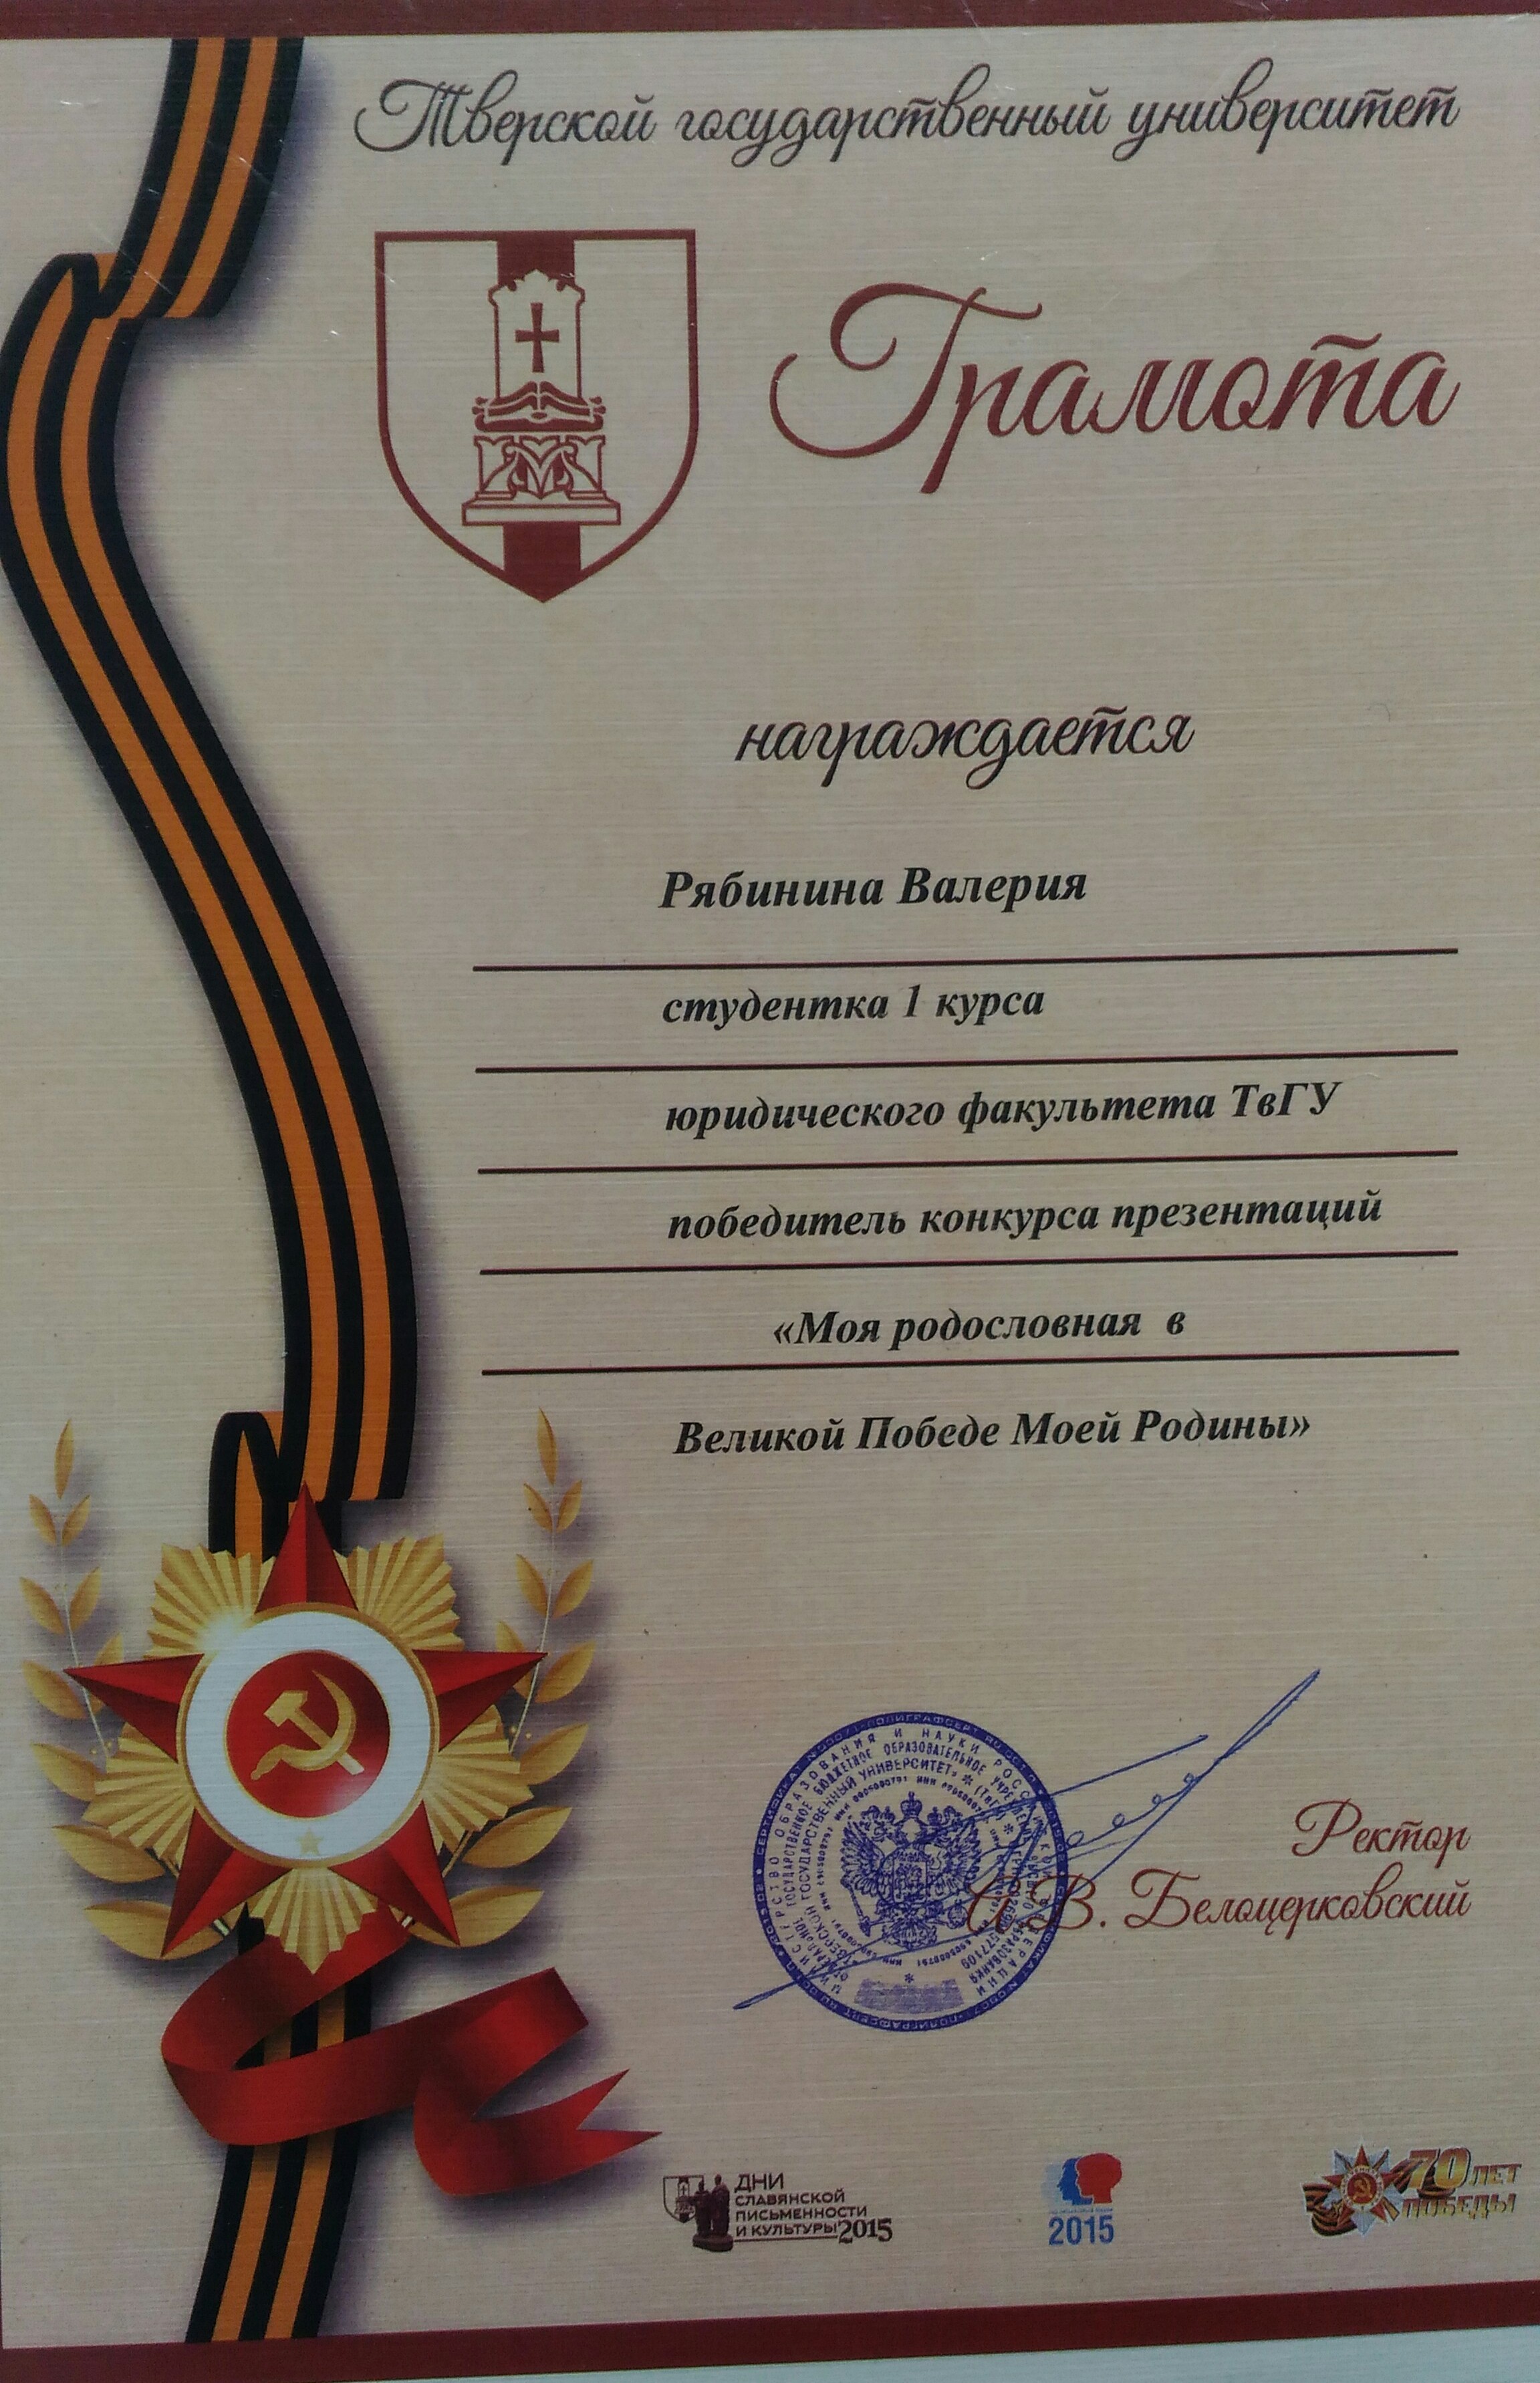 Тверской государственный университет
Грамота
награждается
Рябинина Валерия
студентка 1 курса
юридического факультета ТвГУ
победитель конкурса презентаций
«Моя родословная в
Великой Победе Моей Родины»
Ректор
А.В. Белоцерковский
ДНИ
СЛАВЯНСКОЙ
ПИСЬМЕННОСТИ
И КУЛЬТУРЫ'2015
2015
70 ЛЕТ
ПОБЕДЫ